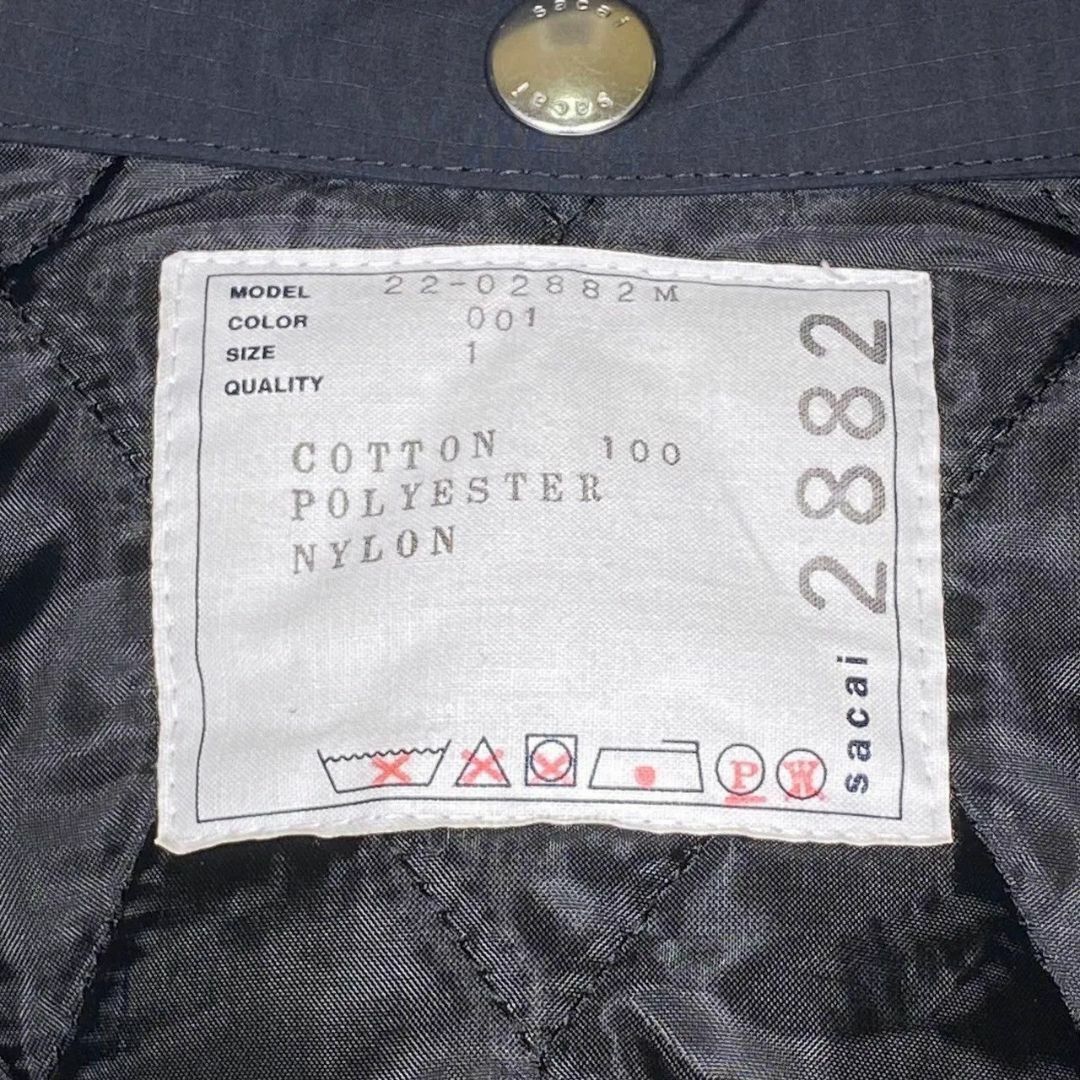 sacai
sacai
MODEL 22-02882M
COLOR 001
SIZE 1
QUALITY
COTTON 100
POLYESTER
NYLON
P W
sacai 2882